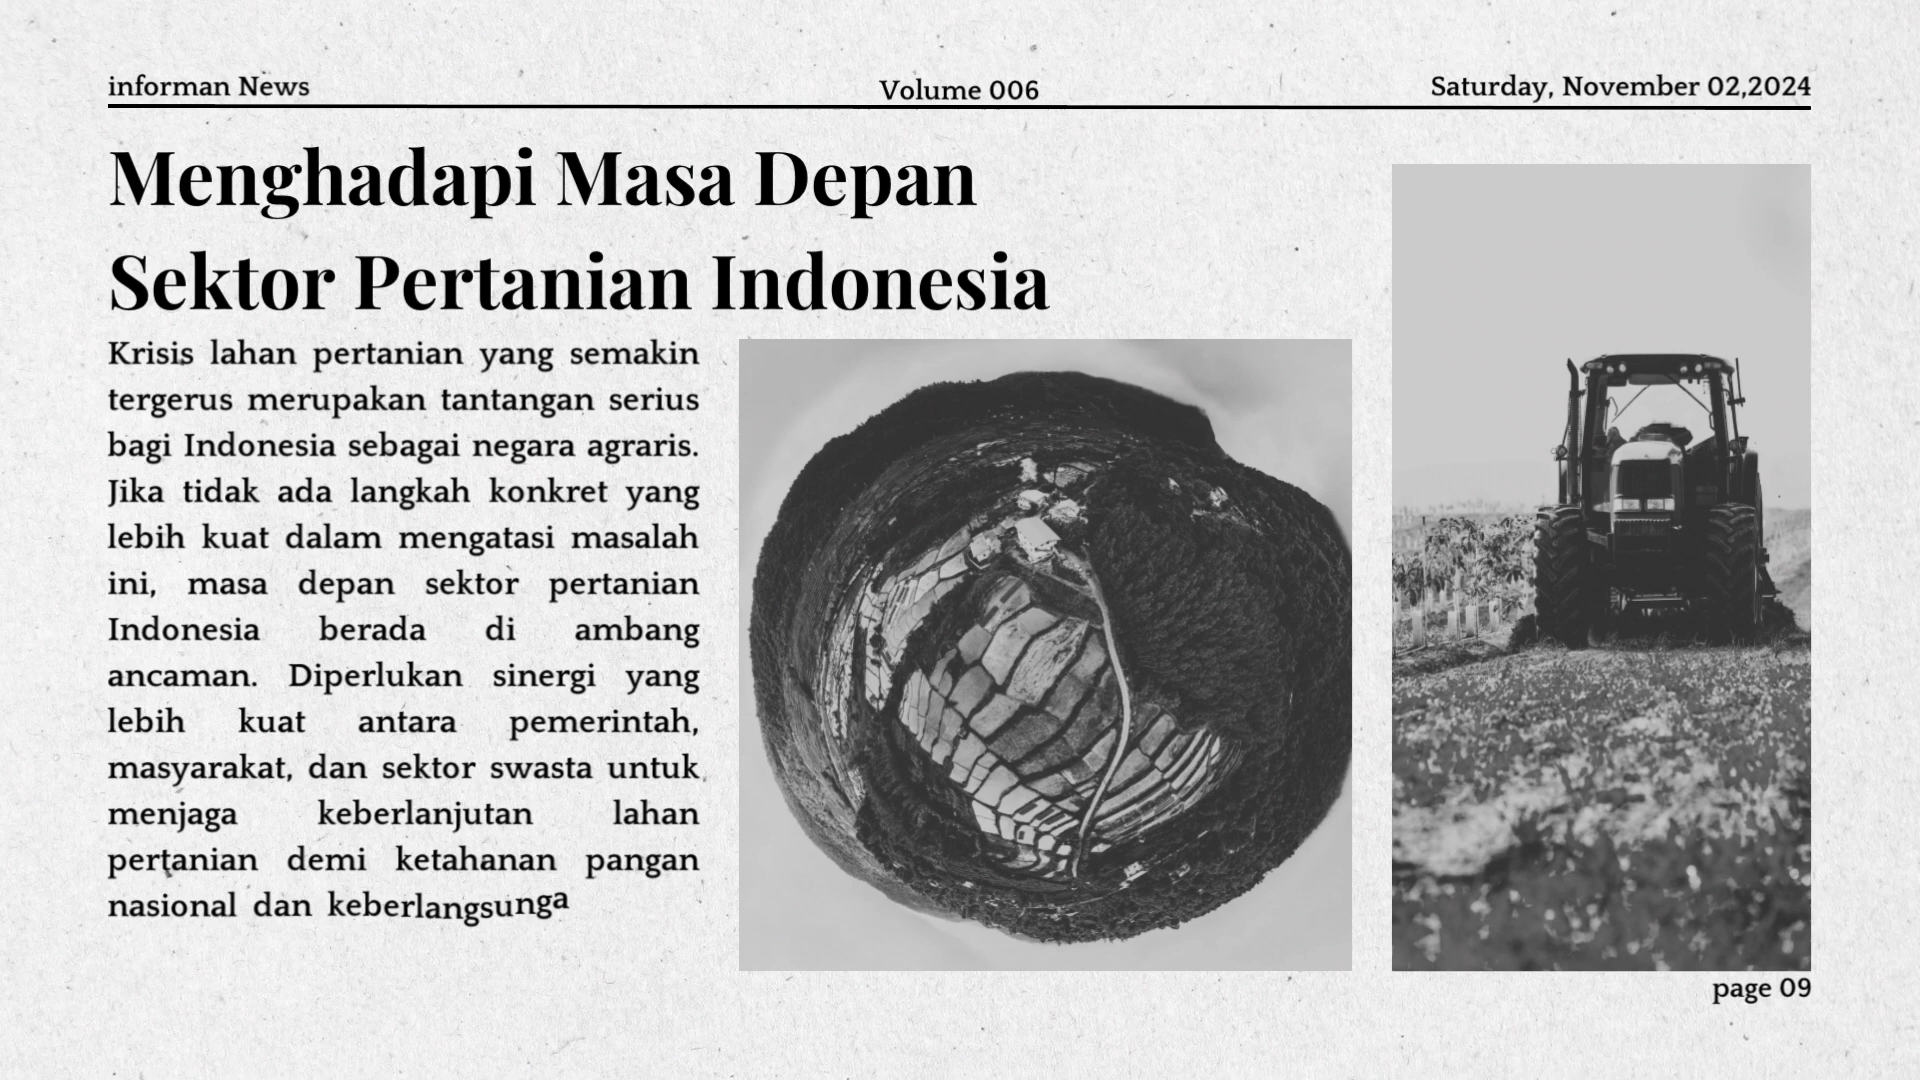 informan News
Volume 006
Saturday, November 02,2024
Menghadapi Masa Depan
Sektor Pertanian Indonesia
Krisis lahan pertanian yang semakin
tergerus merupakan tantangan serius
bagi Indonesia sebagai negara agraris.
Jika tidak ada langkah konkret yang
lebih kuat dalam mengatasi masalah
ini, masa depan sektor pertanian
Indonesia berada di ambang
ancaman. Diperlukan sinergi yang
lebih kuat antara pemerintah,
masyarakat, dan sektor swasta untuk
menjaga keberlanjutan lahan
pertanian demi ketahanan pangan
nasional dan keberlangsunga
page 09